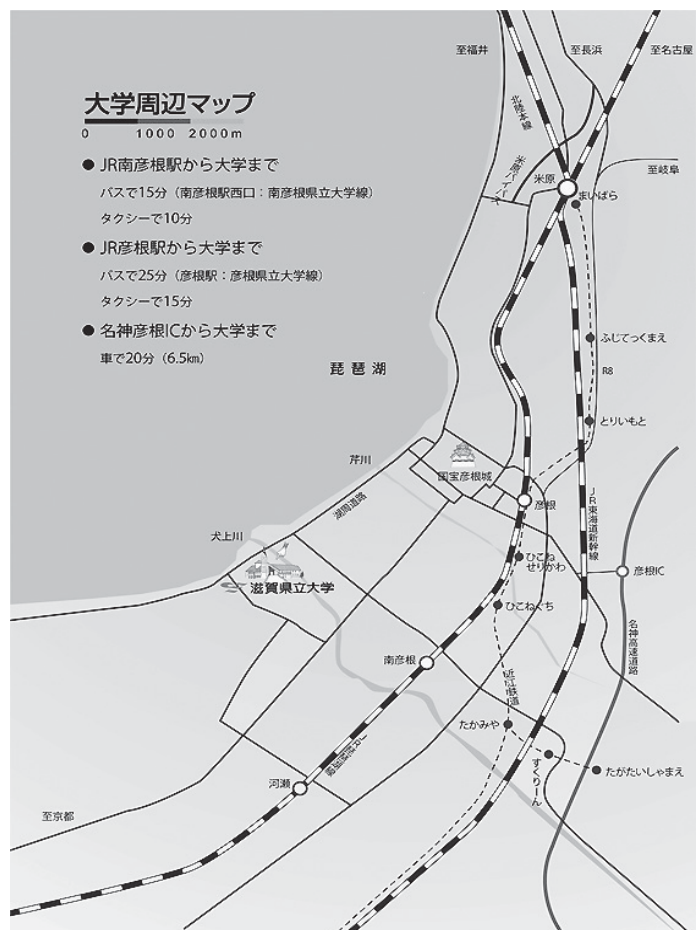 至福井
至長浜
至名古屋
大学周辺マップ
0 1000 2000m
北陸本線
米原バイパス
米原
まいばら
至岐阜
● JR南彦根駅から大学まで
バスで15分（南彦根駅西口：南彦根県立大学線）
タクシーで10分
● JR彦根駅から大学まで
バスで25分（彦根駅：彦根県立大学線）
タクシーで15分
● 名神彦根ICから大学まで
車で20分（6.5km）
琵琶湖
ふじてっくまえ
R8
とりいもと
芹川
国宝彦根城
湖周道路
彦根
JR東海道新幹線
犬上川
滋賀県立大学
ひこね
せりかわ
彦根IC
ひこねぐち
名神高速道路
南彦根
近江鉄道
たかみや
すくりーん
たがたいしゃまえ
JR琵琶湖線
河瀬
至京都